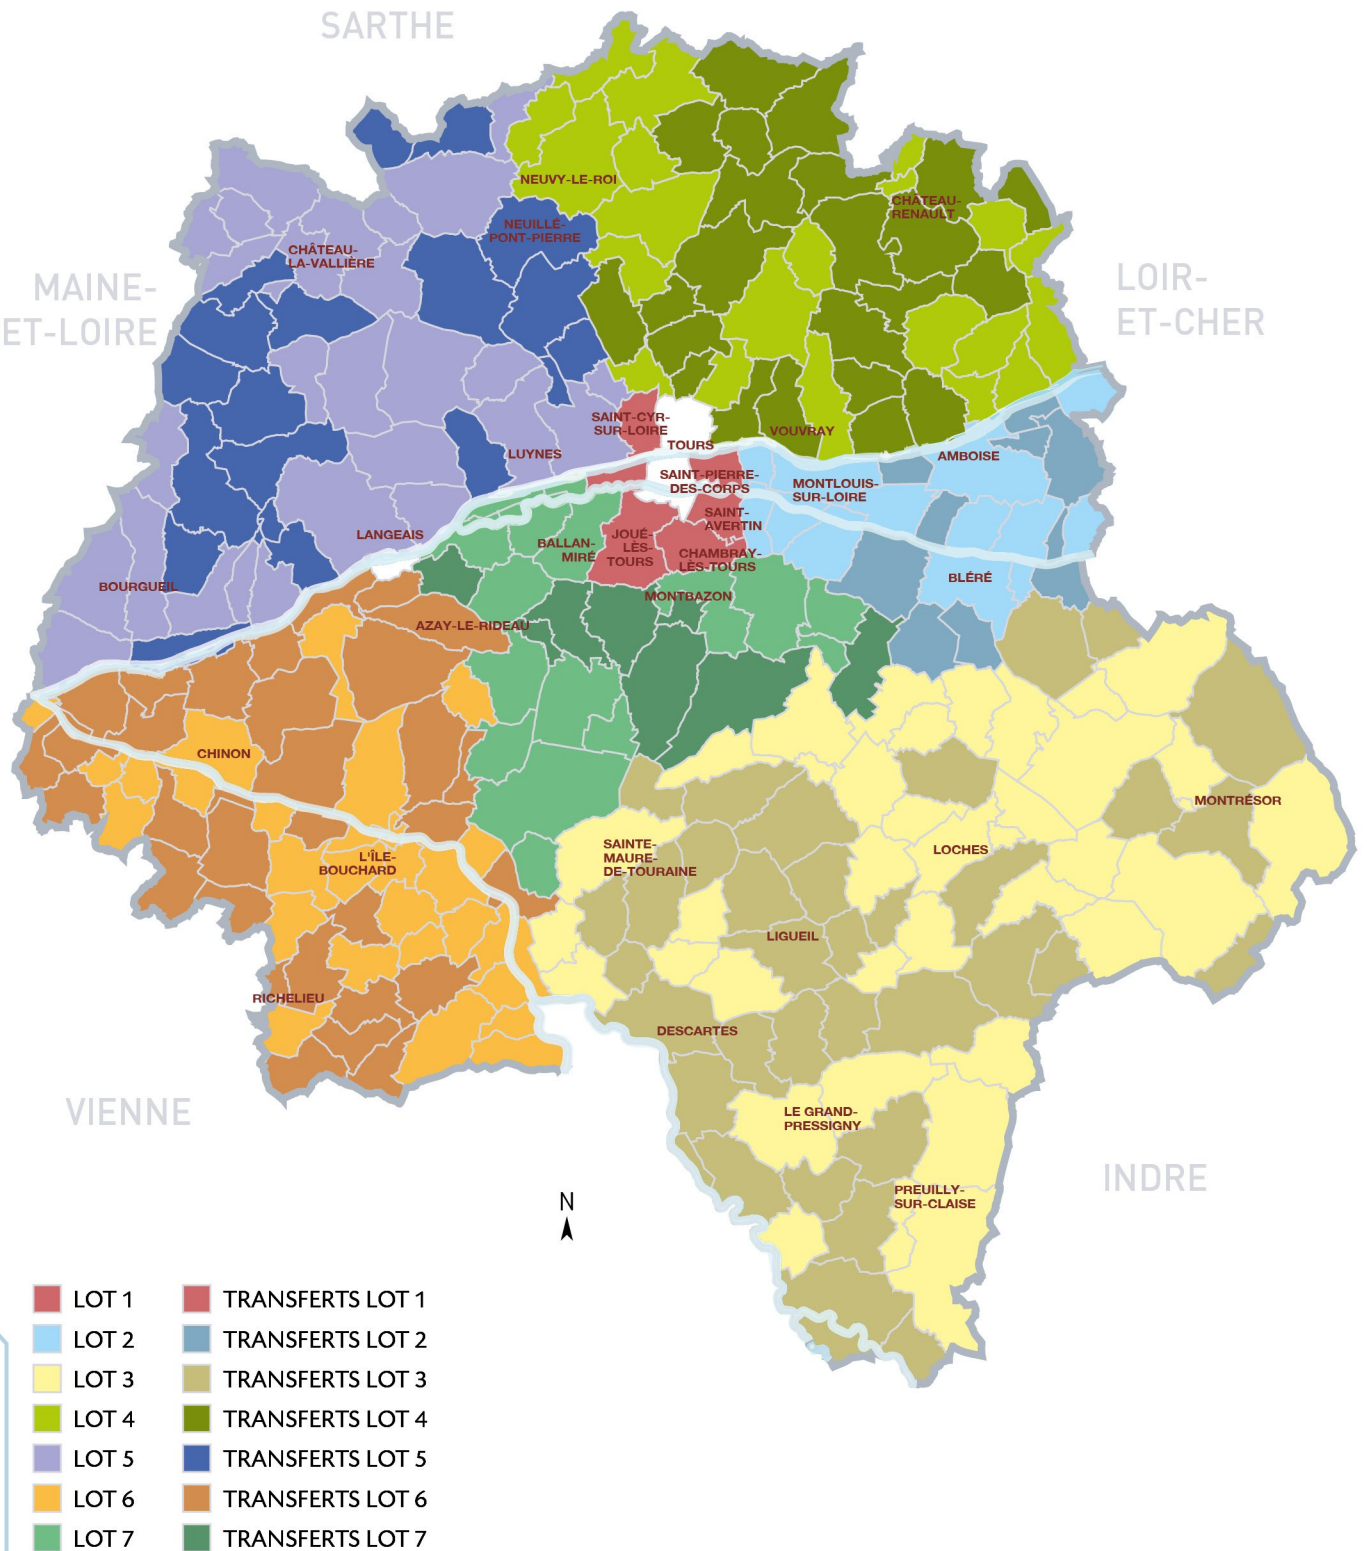 SARTHE
NEUVY-LE-ROI
CHÂTEAU-
RENAULT
NEUILLÉ-
PONT-PIERRE
CHÂTEAU-
LA-VALLIÈRE
MAINE-
ET-LOIRE
LOIR-
ET-CHER
SAINT-CYR-
SUR-LOIRE
TOURS
VOUVRAY
LUYNES
AMBOISE
SAINT-PIERRE-
DES-CORPS
MONTLOUIS-
SUR-LOIRE
SAINT-
AVERTIN
LANGEAIS
BALLAN-
MIRÉ
JOUÉ-
LÈS-
TOURS
CHAMBRAY-
LÈS-TOURS
BLÉRÉ
BOURGUEIL
MONTBAZON
AZAY-LE-RIDEAU
CHINON
MONTRÉSOR
SAINTE-
MAURE-
DE-TOURAINE
LOCHES
L'ÎLE-
BOUCHARD
LIGUEIL
RICHELIEU
DESCARTES
VIENNE
LE GRAND-
PRESSIGNY
INDRE
PREUILLY-
SUR-CLAISE
N
LOT 1 TRANSFERTS LOT 1
LOT 2 TRANSFERTS LOT 2
LOT 3 TRANSFERTS LOT 3
LOT 4 TRANSFERTS LOT 4
LOT 5 TRANSFERTS LOT 5
LOT 6 TRANSFERTS LOT 6
LOT 7 TRANSFERTS LOT 7